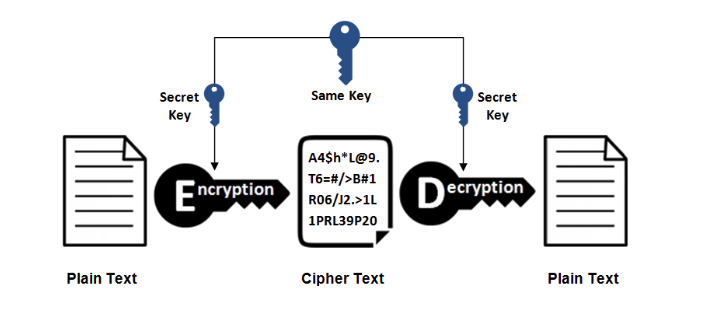 Same Key
Secret
Key
Secret
Key
Encryption
A4$h*L@9.
T6=#/>B#1
R06/J2.>1L
1PRL39P20
Decryption
Plain Text
Cipher Text
Plain Text